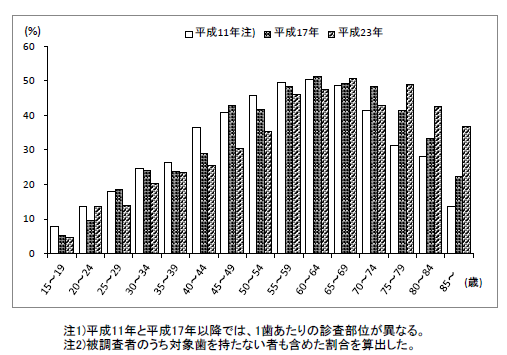 (%)
平成11年注) 平成17年 平成23年
60
50
40
30
20
10
0
15～19 20～24 25～29 30～34 35～39 40～44 45～49 50～54 55～59 60～64 65～69 70～74 75～79 80～84 85～ (歳)
注1)平成11年と平成17年以降では、1歯あたりの診査部位が異なる。
注2)被調査者のうち対象歯を持たない者も含めた割合を算出した。